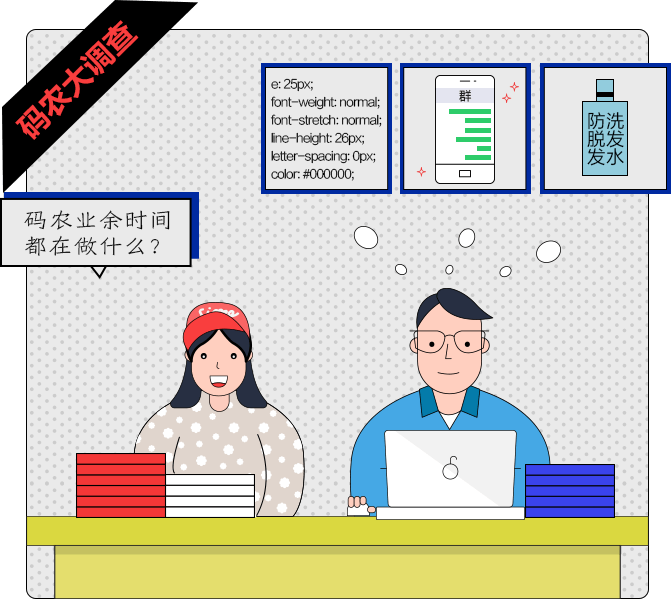 码农大调查
e: 25px;
font-weight: normal;
font-stretch: normal;
line-height: 26px;
letter-spacing: 0px;
color: #000000;
群
防洗
脱发
发水
码农业余时间
都在做什么?